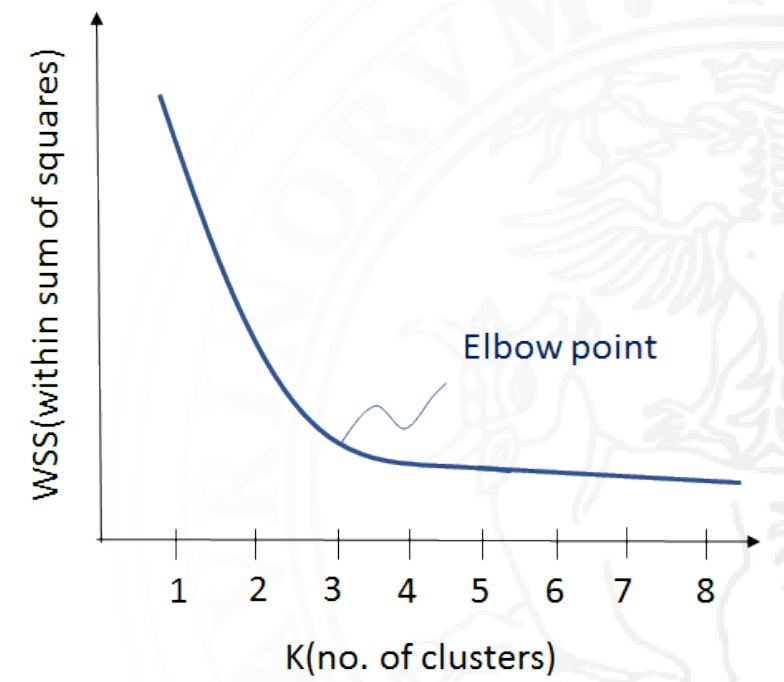 WSS(within sum of squares)
Elbow point
1 2 3 4 5 6 7 8
K(no. of clusters)